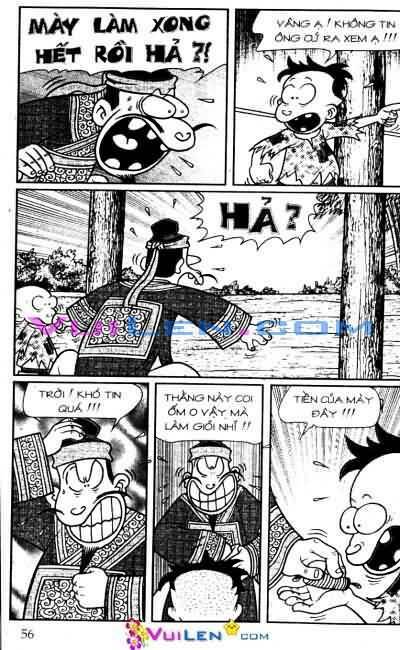 MÀY LÀM XONG
HẾT RỒI HẢ ?!
VÂNG Ạ ! KHÔNG TIN
ÔNG CỨ RA XEM Ạ !!!
HẢ ?
VUILEN.COM
TRỜI ! KHÓ TIN
QUÁ !!!
THẰNG NÀY COI
ỐM O VẬY MÀ
LÀM GIỎI NHỈ !!
TIỀN CỦA MÀY
ĐÂY !!!
56
VUILEN.COM